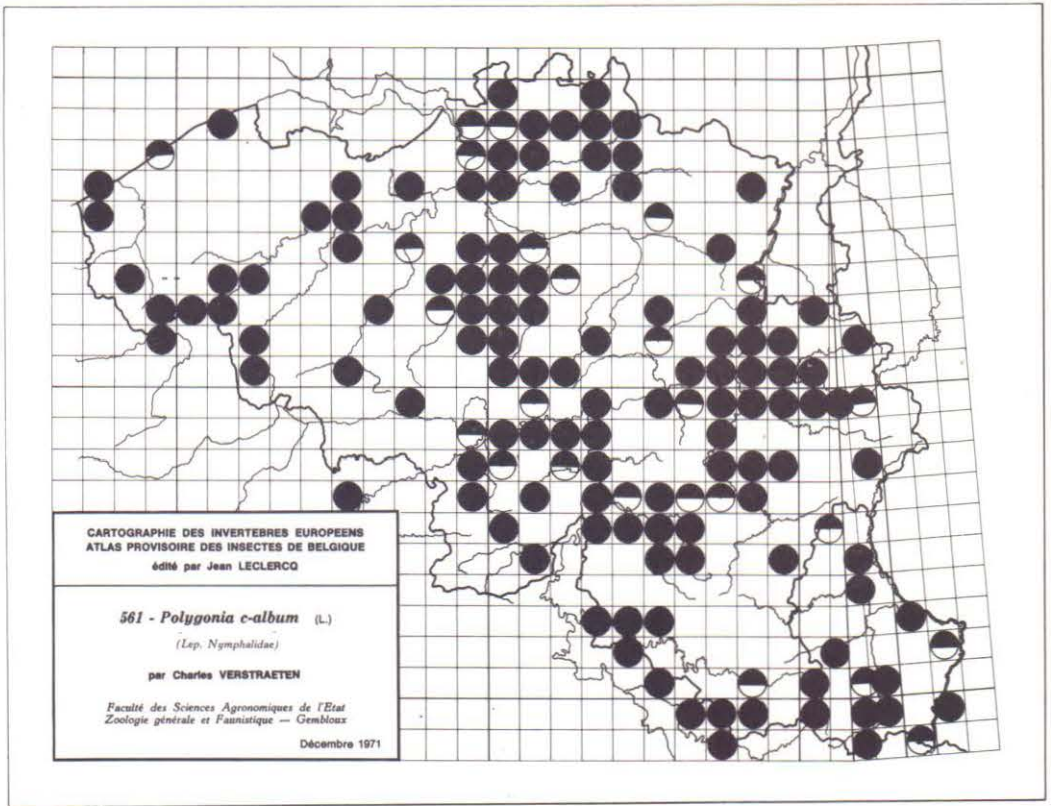 CARTOGRAPHIE DES INVERTEBRES EUROPEENS
ATLAS PROVISOIRE DES INSECTES DE BELGIQUE
édité par Jean LECLERCQ
561 - Polygonia c-album (L.)
(Lep. Nymphalidae)
par Charles VERSTRAETEN
Faculté des Sciences Agronomiques de l'Etat
Zoologie générale et Faunistique — Gembloux
Décembre 1971